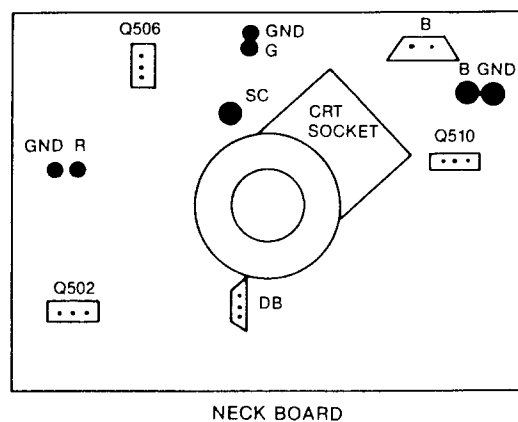 Q506
GND
G
B
SC
B GND
CRT
SOCKET
Q510
GND R
Q502
DB
NECK BOARD